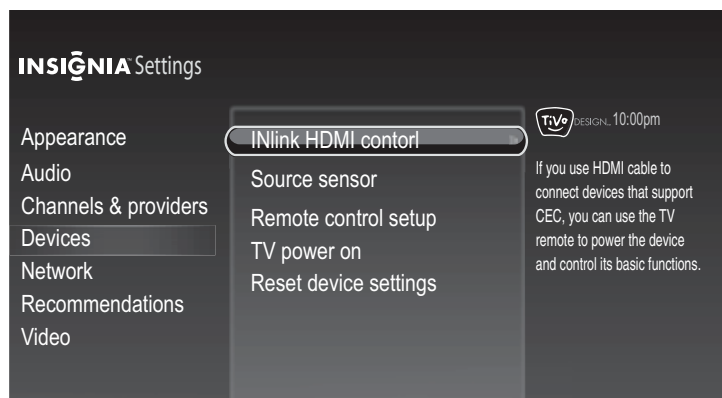 INSIGNIA™ Settings
Appearance
Audio
Channels & providers
Devices
Network
Recommendations
Video
INlink HDMI contorl
Source sensor
Remote control setup
TV power on
Reset device settings
TiVo DESIGN™ 10:00pm
If you use HDMI cable to
connect devices that support
CEC, you can use the TV
remote to power the device
and control its basic functions.